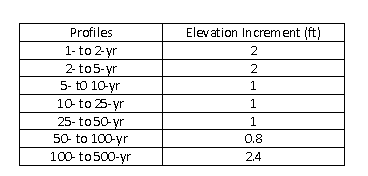 Profiles Elevation Increment (ft)
1- to 2-yr 2
2- to 5-yr 2
5- t0 10-yr 1
10- to 25-yr 1
25- to 50-yr 1
50- to 100-yr 0.8
100- to 500-yr 2.4